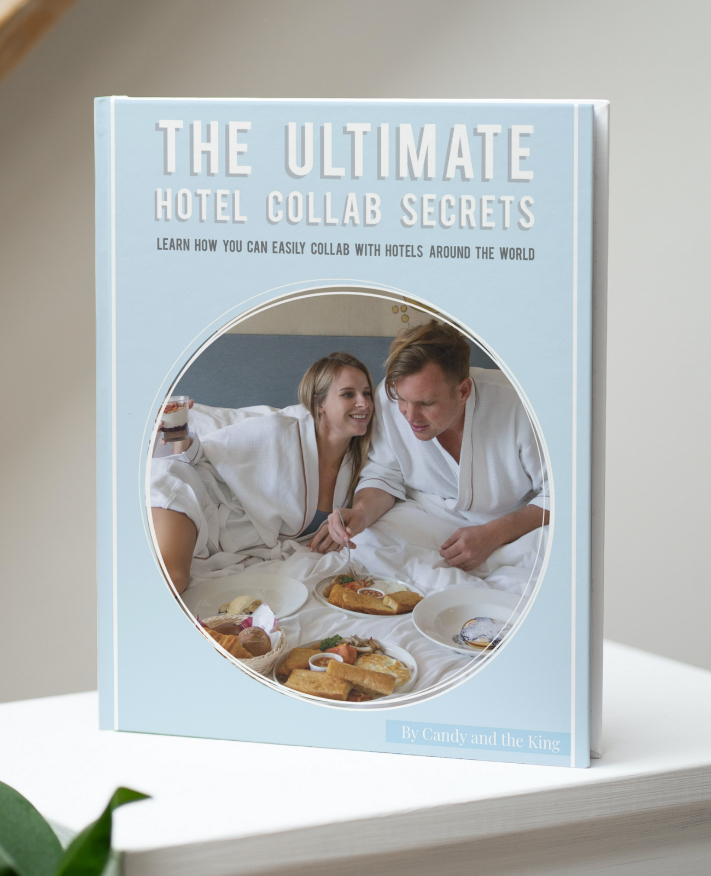 THE ULTIMATE
HOTEL COLLAB SECRETS
LEARN HOW YOU CAN EASILY COLLAB WITH HOTELS AROUND THE WORLD
By Candy and the King